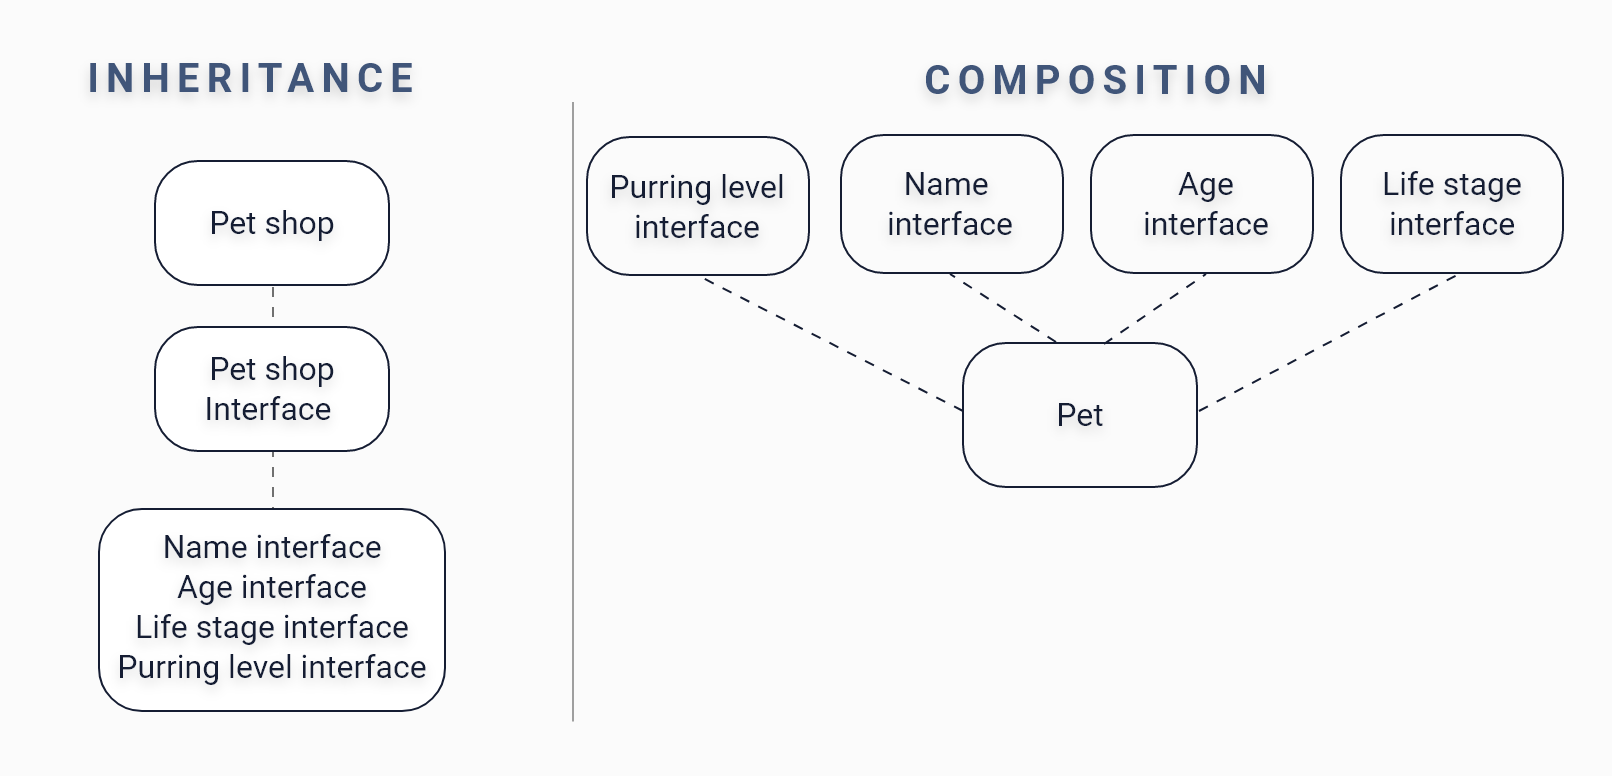 INHERITANCE
Pet shop
Pet shop
Interface
Name interface
Age interface
Life stage interface
Purring level interface
COMPOSITION
Purring level
interface
Name
interface
Age
interface
Life stage
interface
Pet